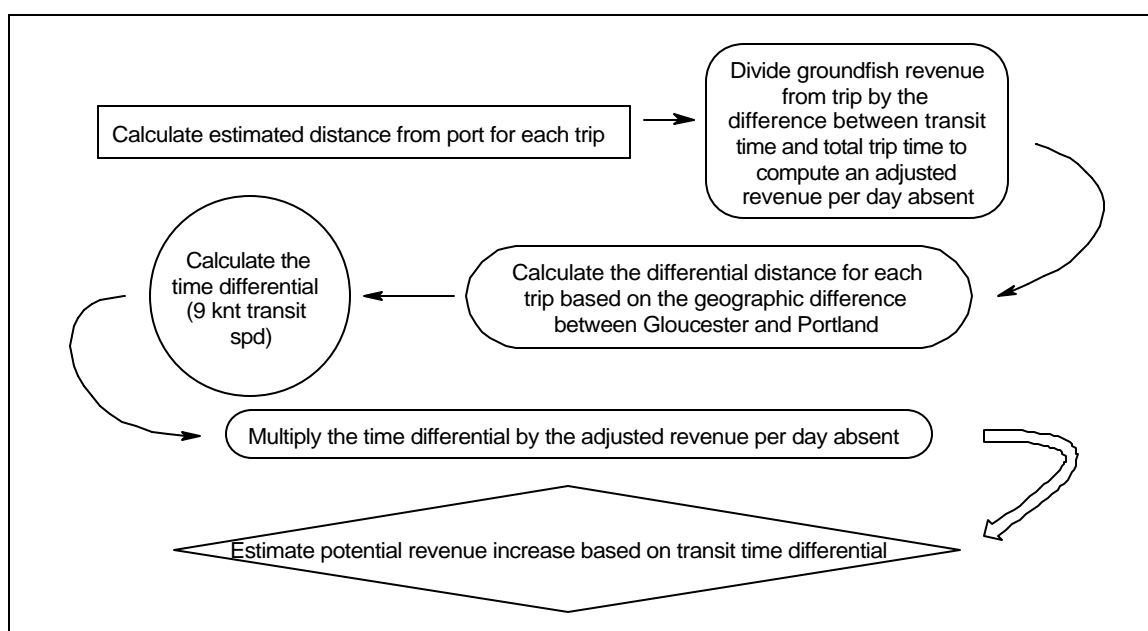 Calculate estimated distance from port for each trip
Divide groundfish revenue
from trip by the
difference between transit
time and total trip time to
compute an adjusted
revenue per day absent
Calculate the differential distance for each
trip based on the geographic difference
between Gloucester and Portland
Calculate the
time differential
(9 knt transit
spd)
Multiply the time differential by the adjusted revenue per day absent
Estimate potential revenue increase based on transit time differential